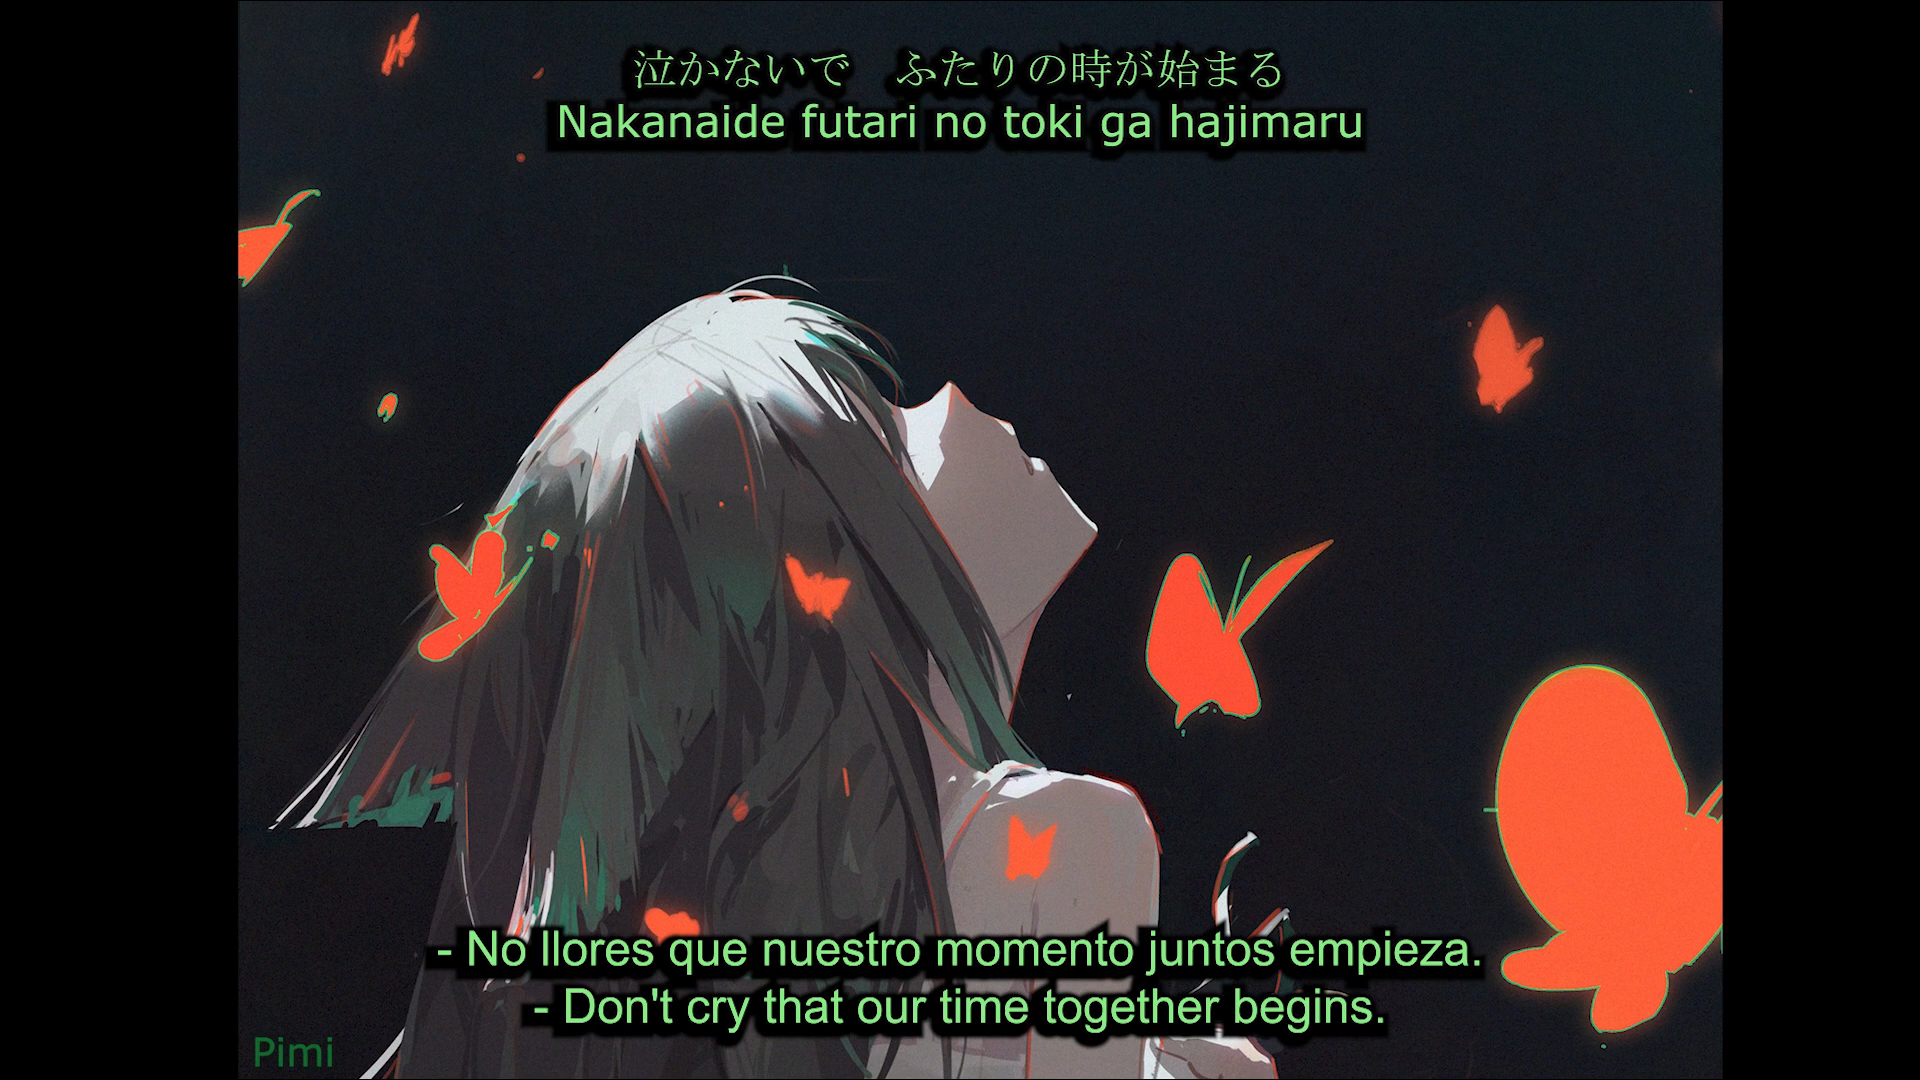 泣かないで　ふたりの時が始まる
Nakanaide futari no toki ga hajimaru
- No llores que nuestro momento juntos empieza.
- Don't cry that our time together begins.
Pimi